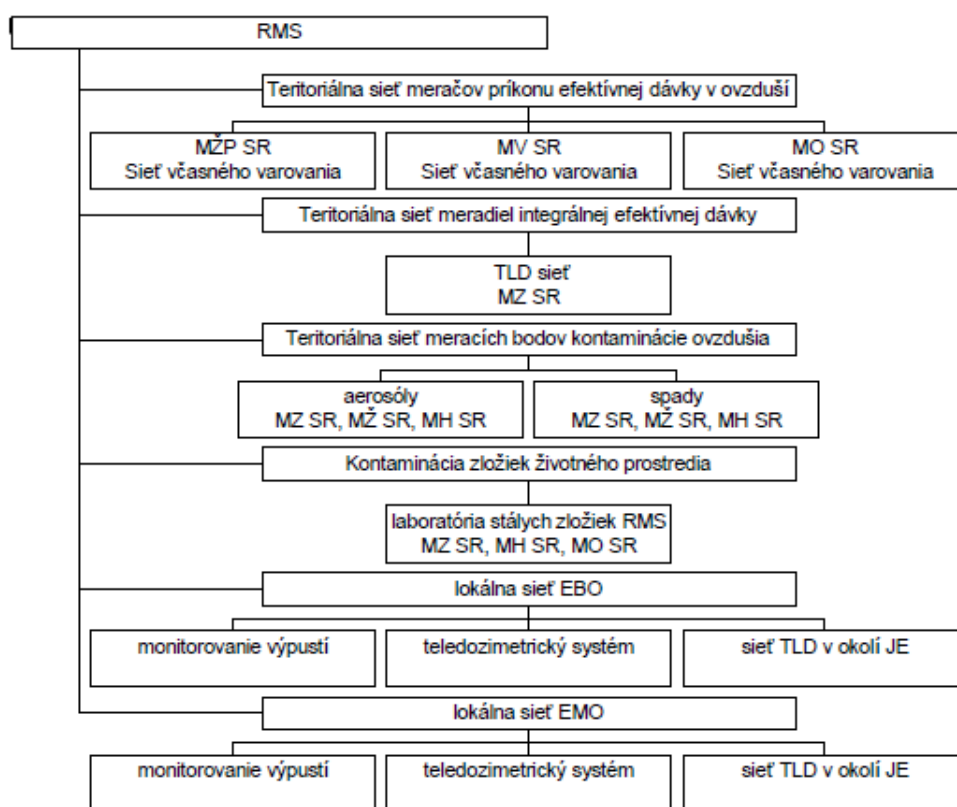 RMS
Teritoriálna sieť meračov príkonu efektívnej dávky v ovzduší
MŽP SR
Sieť včasného varovania
MV SR
Sieť včasného varovania
MO SR
Sieť včasného varovania
Teritoriálna sieť meradiel integrálnej efektívnej dávky
TLD sieť
MZ SR
Teritoriálna sieť meracích bodov kontaminácie ovzdušia
aerosóly
MZ SR, MŽ SR, MH SR
spady
MZ SR, MŽ SR, MH SR
Kontaminácia zložiek životného prostredia
laboratória stálych zložiek RMS
MZ SR, MH SR, MO SR
lokálna sieť EBO
monitorovanie výpustí
teledozimetrický systém
sieť TLD v okolí JE
lokálna sieť EMO
monitorovanie výpustí
teledozimetrický systém
sieť TLD v okolí JE